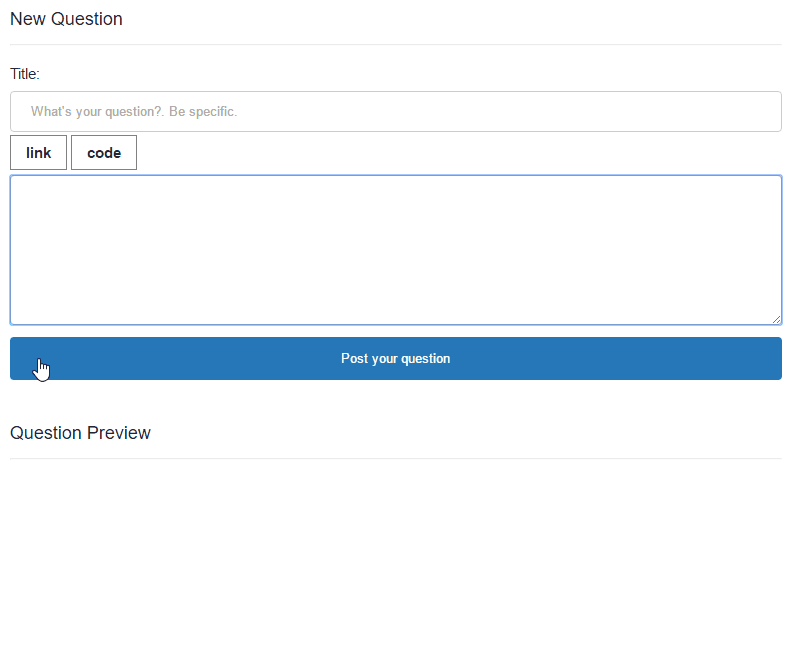 New Question
Title:
What's your question?. Be specific.
link code
Post your question
Question Preview